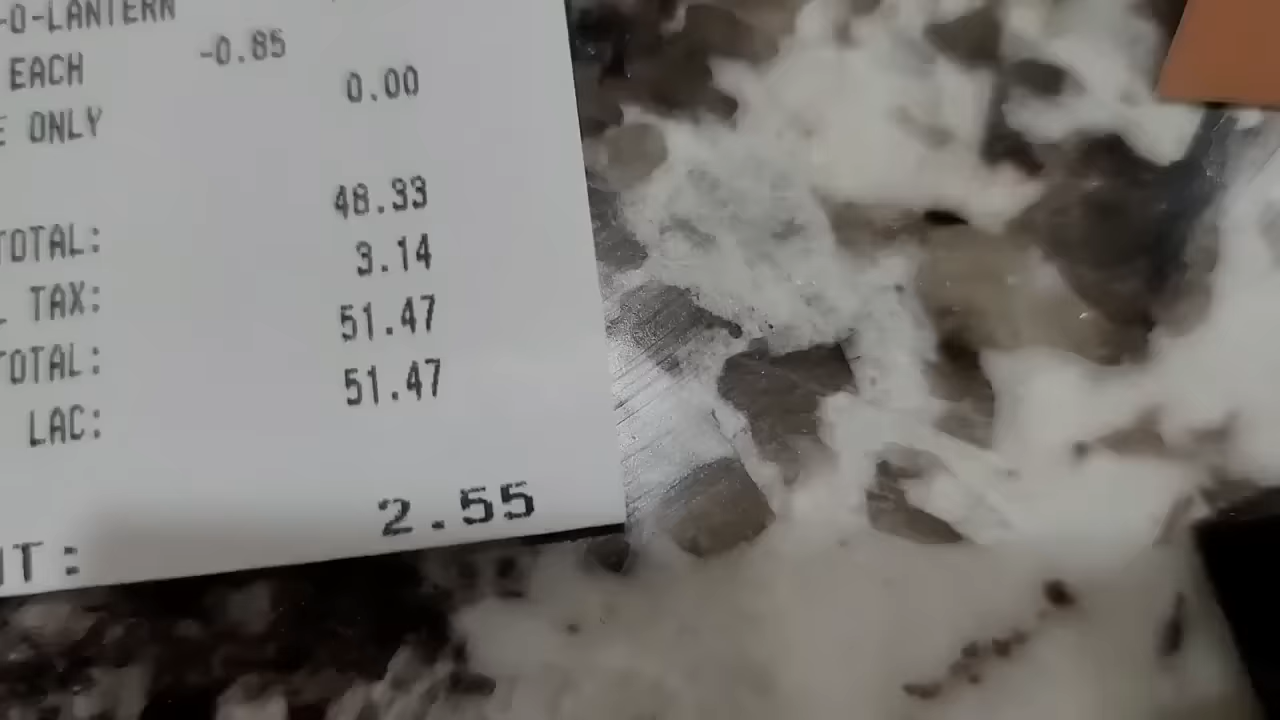 -O-LANTERN
EACH -0.85
0.00
E ONLY
48.33
TOTAL: 3.14
L TAX: 51.47
TOTAL: 51.47
LAC:
2.55
NT: